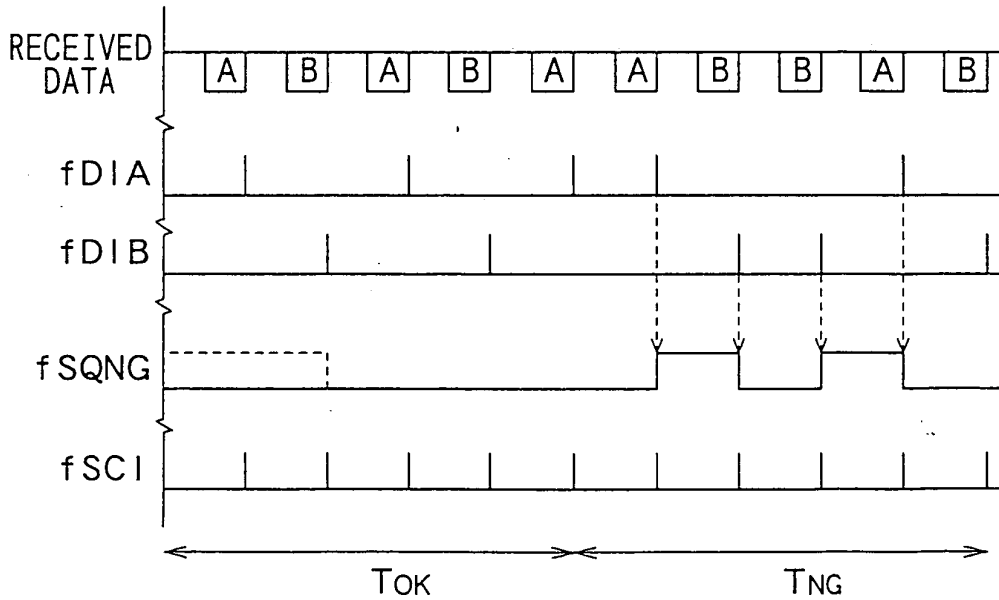 RECEIVED
DATA
A B A B A A B B A B
fDIA
fDIB
fSQNG
fSCI
TOK TNG